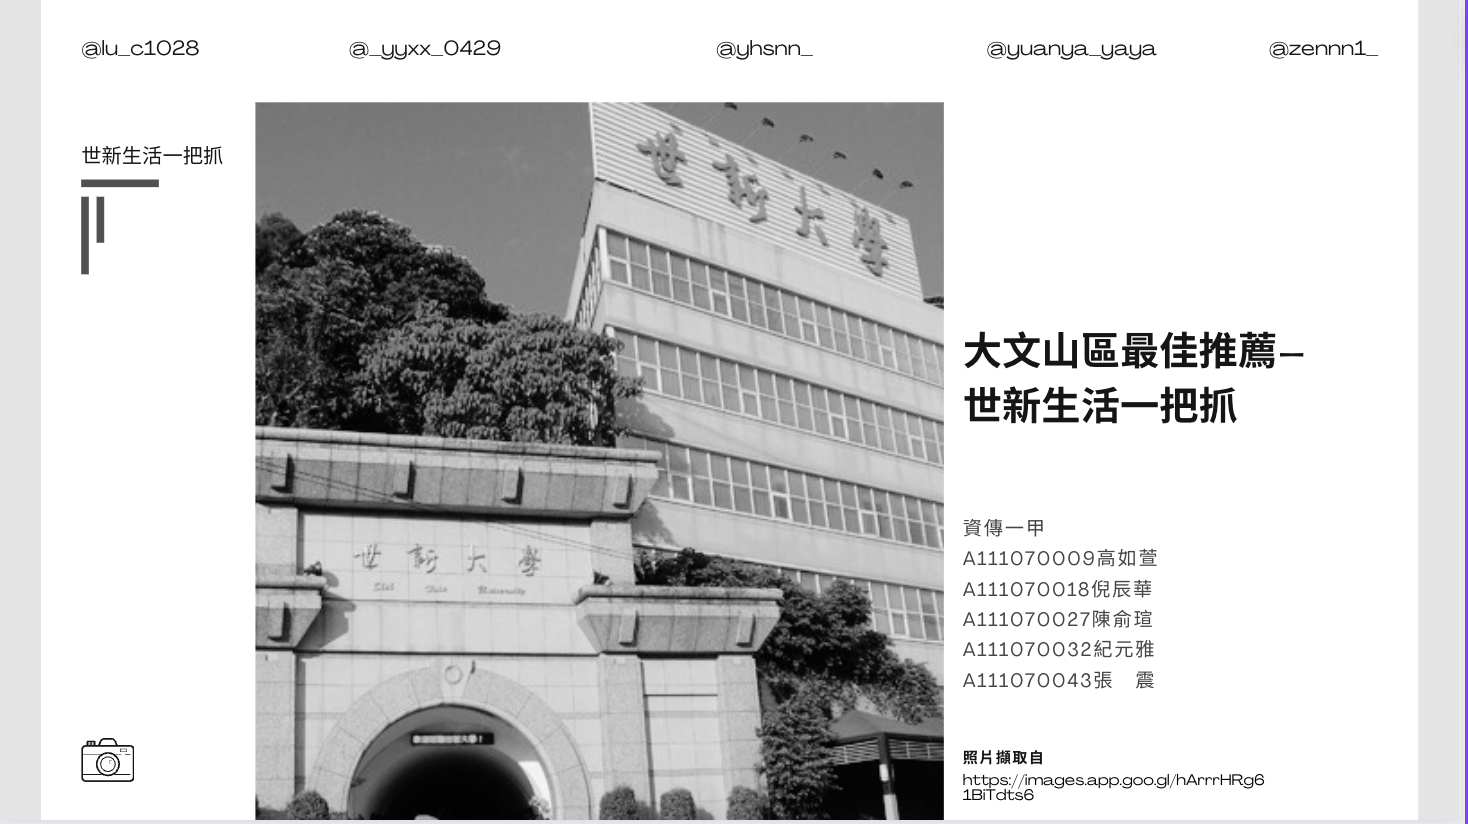 @lu_c1028
@_yyxx_0429
@yhsnn_
@yuanya_yaya
@zennn1_
世新生活一把抓
世新大學
世新大學
Shih Hsin University
大文山區最佳推薦—
世新生活一把抓
資傳一甲
A111070009高如萱
A111070018倪辰華
A111070027陳俞瑄
A111070032紀元雅
A111070043張　震
照片擷取自
https://images.app.goo.gl/hArrrHRg6
1BiTdts6